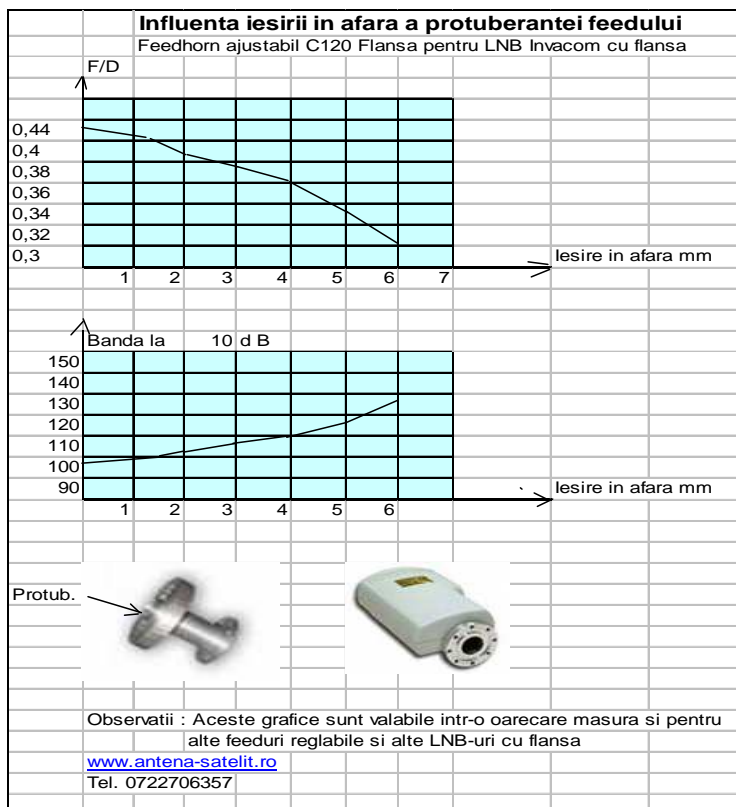 Influenta iesirii in afara a protuberantei feedului
Feedhorn ajustabil C120 Flansa pentru LNB Invacom cu flansa
F/D
0,44
0,4
0,38
0,36
0,34
0,32
0,3
Iesire in afara mm
1 2 3 4 5 6 7
Banda la 10 d B
150
140
130
120
110
100
90
Iesire in afara mm
1 2 3 4 5 6
Protub.
Observatii : Aceste grafice sunt valabile intr-o oarecare masura si pentru
alte feeduri reglabile si alte LNB-uri cu flansa
www.antena-satelit.ro
Tel. 0722706357